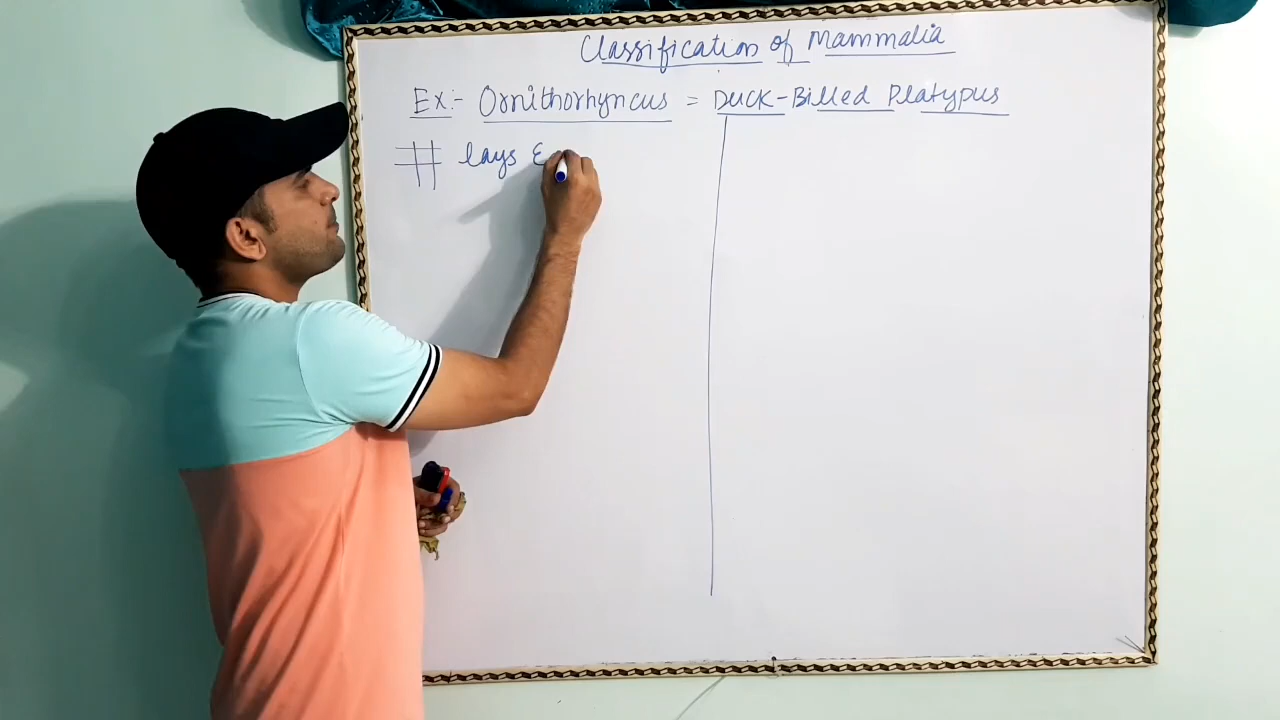 Classification of Mammalia
Ex:- Ornithorhyncus = Duck-Billed Platypus
# lays E